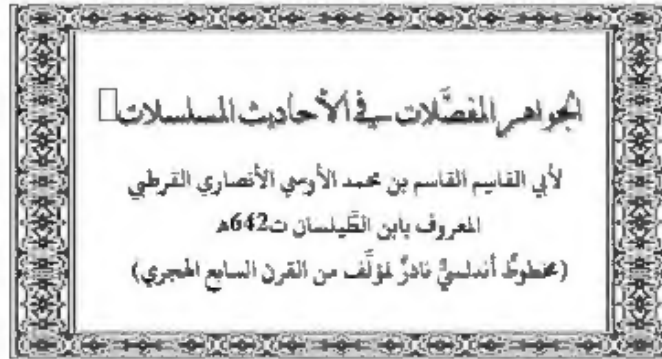 الجواهر المفصَّلات في الأحاديث المسلسلات
لأبي القاسم القاسم بن محمد الأوسي الأنصاري القرطبي
المعروف بابن الطَّيلسان ت642هـ
(مخطوطٌ أندلسيٌّ نادرٌ لمؤلِّف من القرن السابع الهجري)